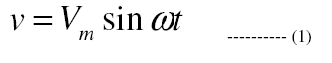 v = V_m sin ωt ---------- (1)